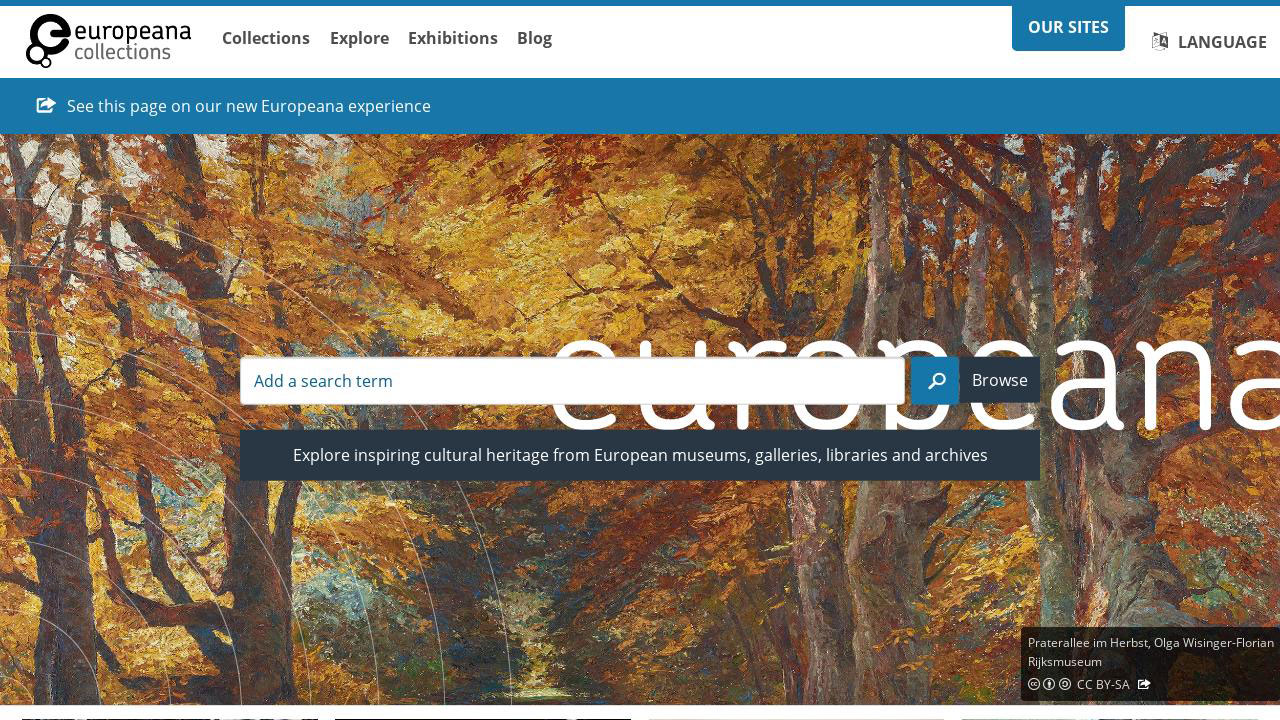 europeana
collections
Collections
Explore
Exhibitions
Blog
OUR SITES
LANGUAGE
See this page on our new Europeana experience
europeana
Add a search term
Browse
Explore inspiring cultural heritage from European museums, galleries, libraries and archives
Praterallee im Herbst, Olga Wisinger-Florian
Rijksmuseum
CC BY-SA